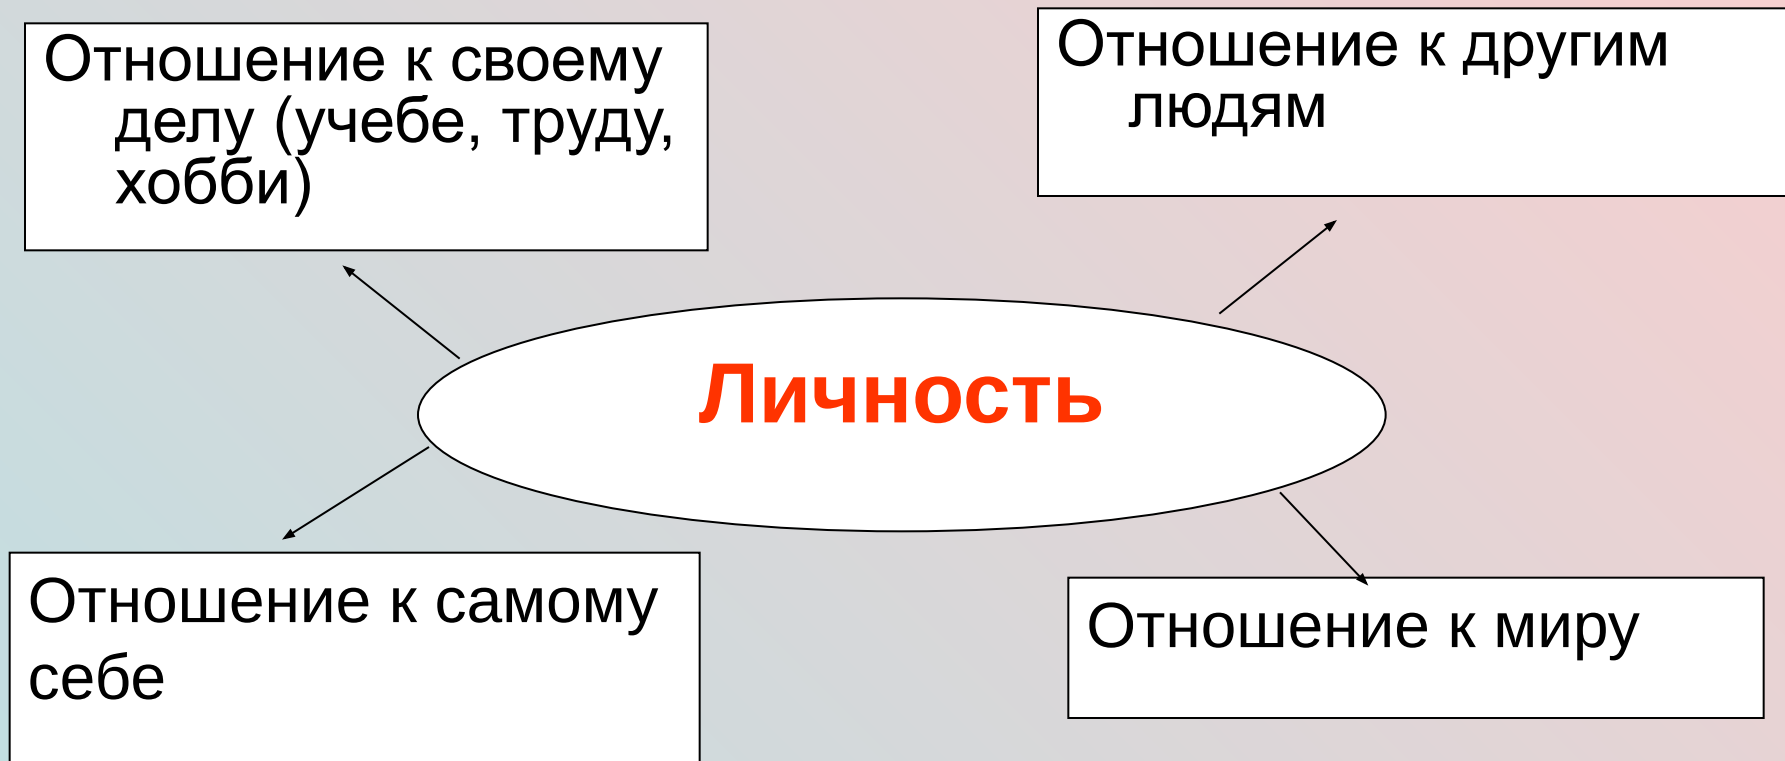 Отношение к своему
делу (учебе, труду,
хобби)
Отношение к другим
людям
Личность
Отношение к самому
себе
Отношение к миру